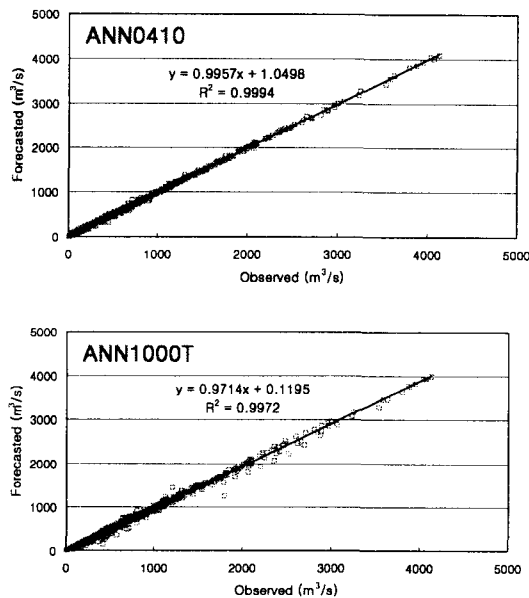 5000
ANN0410
4000
y = 0.9957x + 1.0498
R² = 0.9994
3000
2000
1000
0
Forecasted (m³/s)
0 1000 2000 3000 4000 5000
Observed (m³/s)
5000
ANN1000T
4000
y = 0.9714x + 0.1195
R² = 0.9972
3000
2000
1000
0
Forecasted (m³/s)
0 1000 2000 3000 4000 5000
Observed (m³/s)